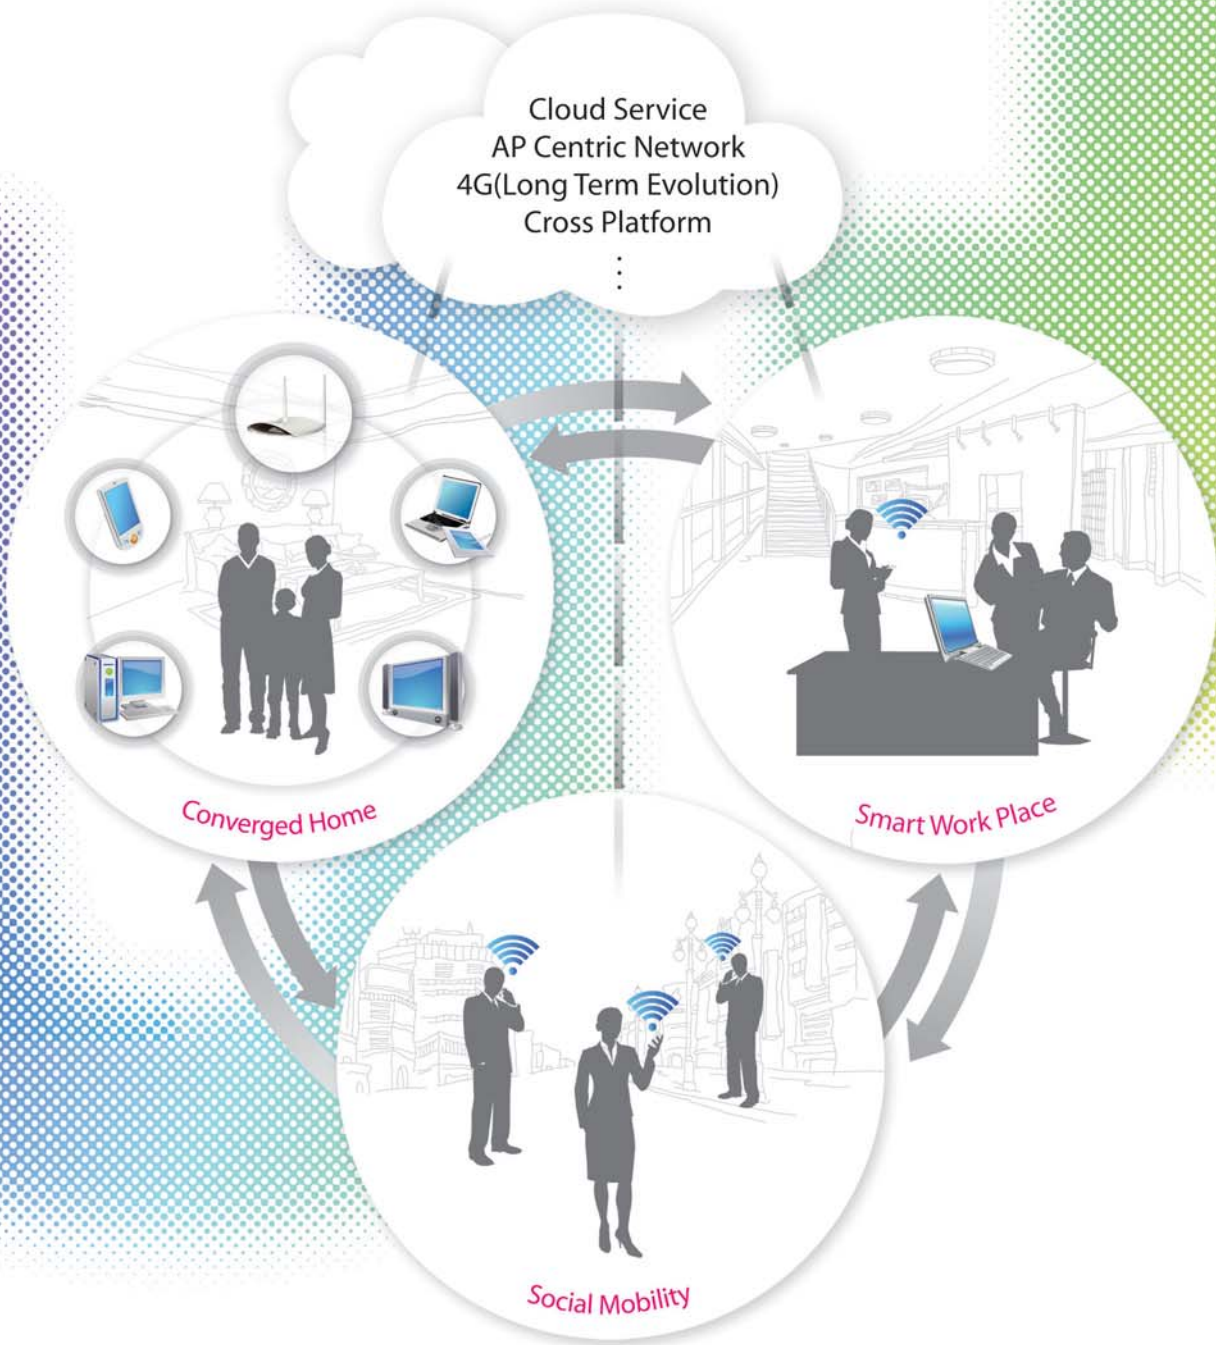 Cloud Service
AP Centric Network
4G(Long Term Evolution)
Cross Platform
⋮
Converged Home
Smart Work Place
Social Mobility